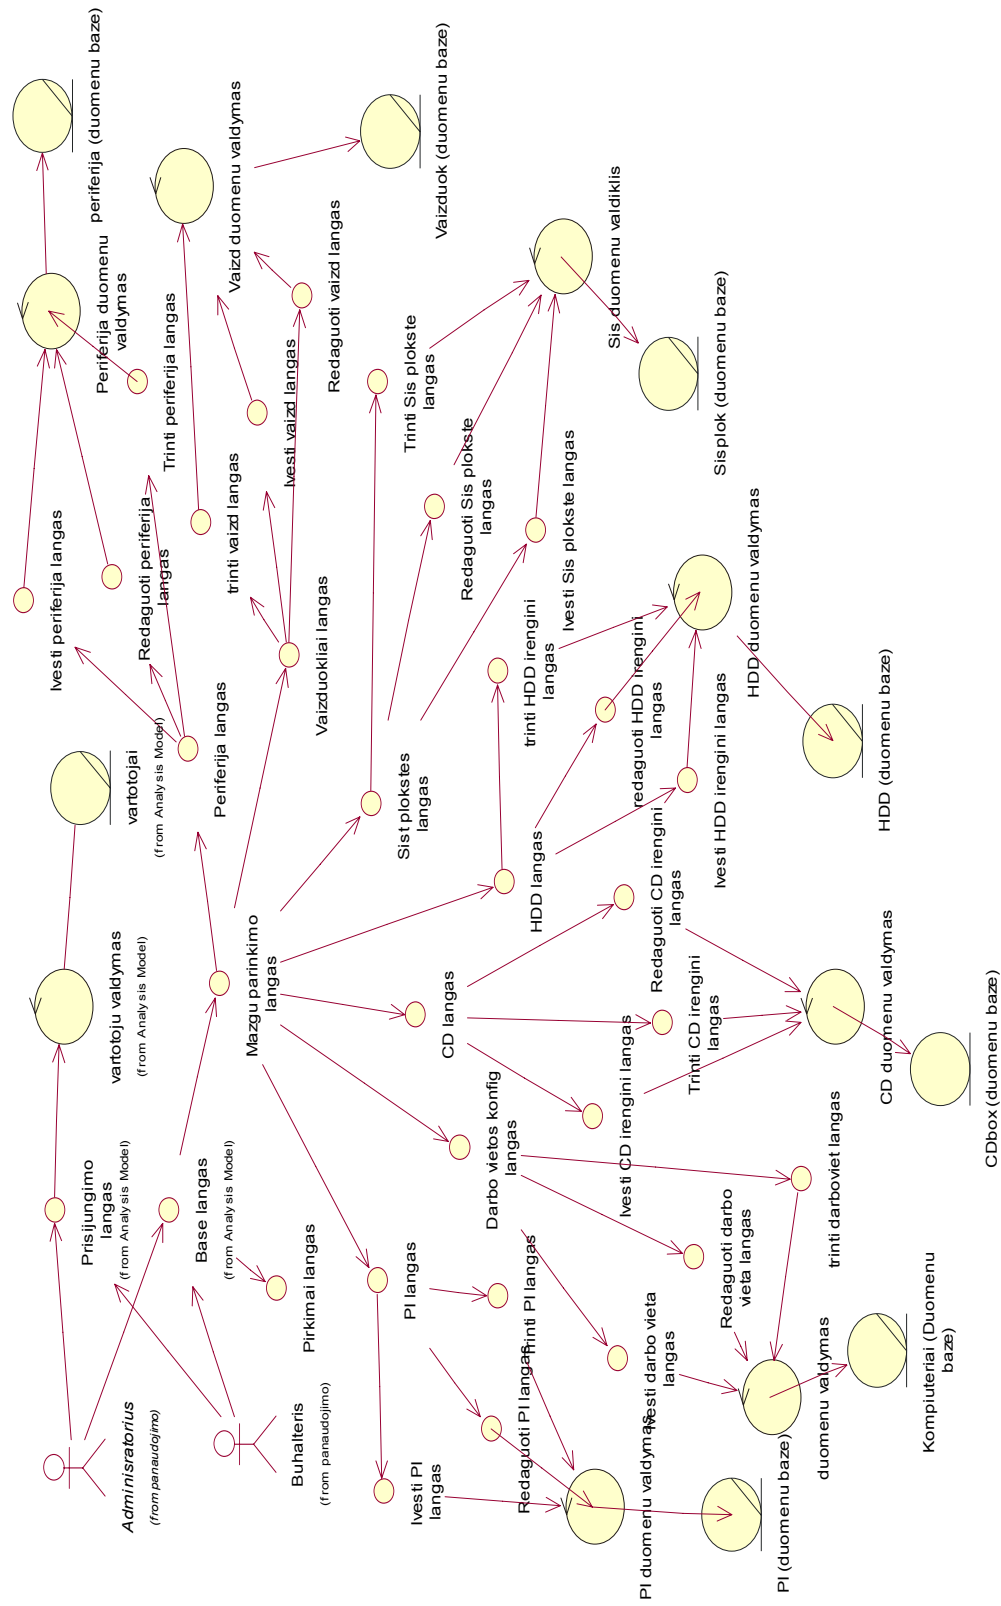 Adminisratorius
(from panaudojimo)
Buhalteris
(from panaudojimo)
Prisijungimo
langas
(from Analysis Model)
Base langas
(from Analysis Model)
Pirkimai langas
vartotoju valdymas
(from Analysis Model)
vartotojai
(from Analysis Model)
Mazgu parinkimo
langas
Periferija langas
Ivesti periferija langas
Redaguoti periferija
langas
Trinti periferija langas
Periferija duomenu
valdymas
periferija (duomenu baze)
Vaizduokliai langas
trinti vaizd langas
Ivesti vaizd langas
Redaguoti vaizd langas
Vaizd duomenu valdymas
Vaizduok (duomenu baze)
Sist plokstes
langas
Trinti Sis plokste
langas
Redaguoti Sis plokste
langas
Ivesti Sis plokste langas
Sis duomenu valdiklis
Sisplok (duomenu baze)
HDD langas
trinti HDD irengini
langas
redaguoti HDD irengini
langas
Ivesti HDD irengini langas
HDD duomenu valdymas
HDD (duomenu baze)
CD langas
Redaguoti CD irengini
langas
Trinti CD irengini
langas
Ivesti CD irengini langas
CD duomenu valdymas
CDbox (duomenu baze)
Darbo vietos konfig
langas
trinti darboviet langas
Redaguoti darbo
vieta langas
Ivesti darbo vieta
langas
duomenu valdymas
Kompiuteriai (Duomenu
baze)
PI langas
Trinti PI langas
Redaguoti PI langas
Ivesti PI
langas
PI duomenu valdymas
PI (duomenu baze)